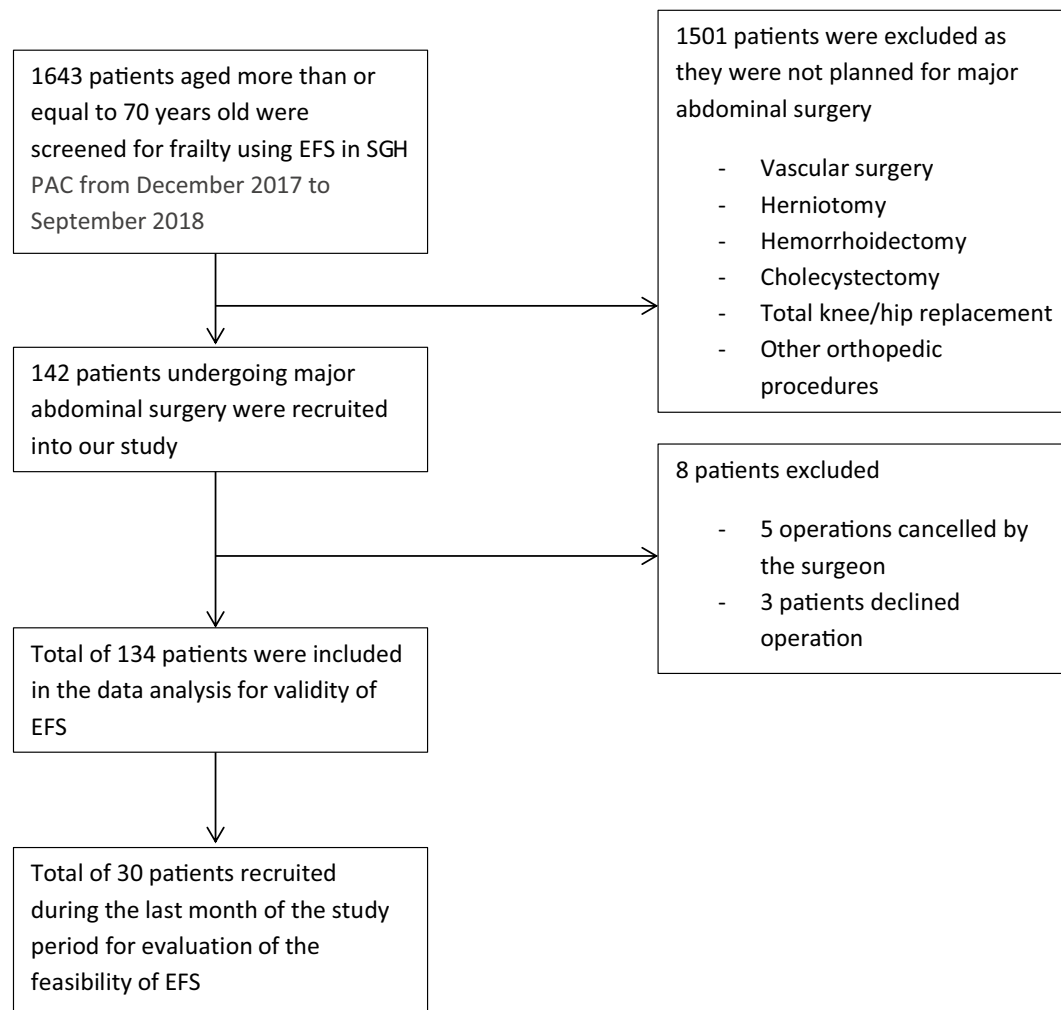 1643 patients aged more than or
equal to 70 years old were
screened for frailty using EFS in SGH
PAC from December 2017 to
September 2018
1501 patients were excluded as
they were not planned for major
abdominal surgery
- Vascular surgery
- Herniotomy
- Hemorrhoidectomy
- Cholecystectomy
- Total knee/hip replacement
- Other orthopedic
procedures
142 patients undergoing major
abdominal surgery were recruited
into our study
8 patients excluded
- 5 operations cancelled by
the surgeon
- 3 patients declined
operation
Total of 134 patients were included
in the data analysis for validity of
EFS
Total of 30 patients recruited
during the last month of the study
period for evaluation of the
feasibility of EFS